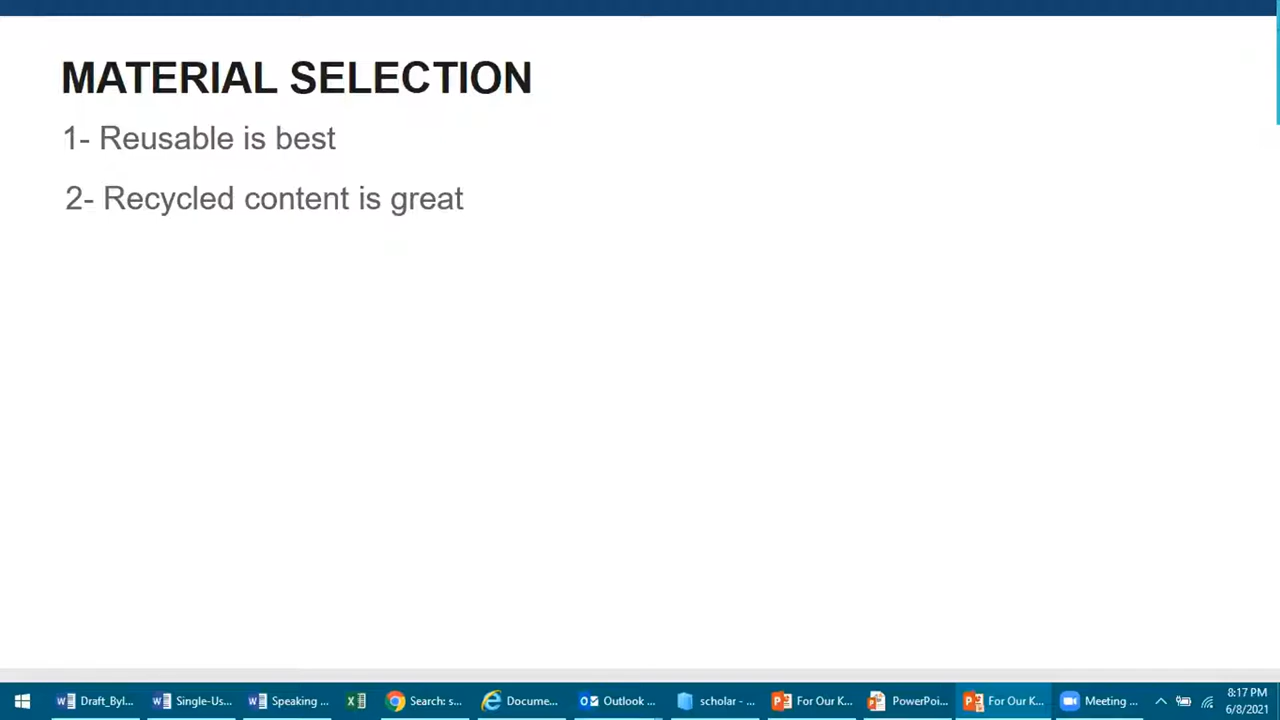 MATERIAL SELECTION
1- Reusable is best
2- Recycled content is great
Draft_Byl...
Single-Us...
Speaking ...
Search: s...
Docume...
Outlook ...
scholar - ...
For Our K...
PowerPoi...
For Our K...
Meeting ...
8:17 PM
6/8/2021